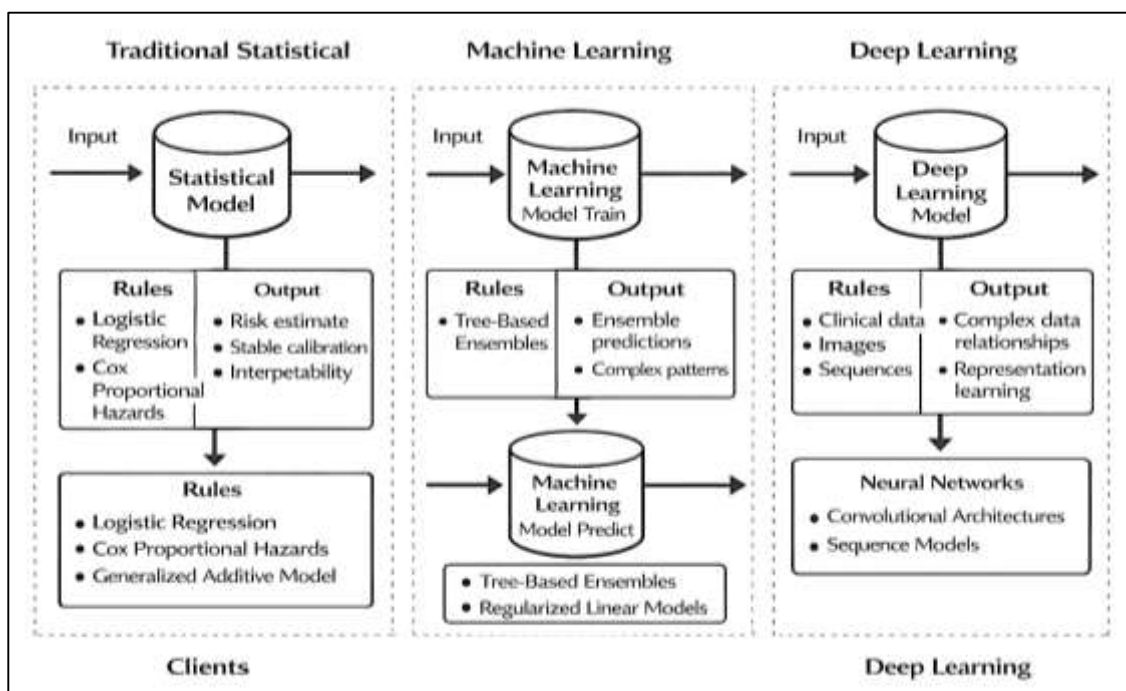 Traditional Statistical
Input
Statistical
Model
Rules
• Logistic
Regression
• Cox
Proportional
Hazards
Output
• Risk estimate
• Stable calibration
• Interpetability
Rules
• Logistic Regression
• Cox Proportional Hazards
• Generalized Additive Model
Clients
Machine Learning
Input
Machine
Learning
Model Train
Rules
• Tree-Based
Ensembles
Output
• Ensemble
predictions
• Complex patterns
Machine
Learning
Model Predict
• Tree-Based Ensembles
• Regularized Linear Models
Deep Learning
Input
Deep
Learning
Model
Rules
• Clinical data
• Images
• Sequences
Output
• Complex data
relationships
• Representation
learning
Neural Networks
• Convolutional Architectures
• Sequence Models
Deep Learning